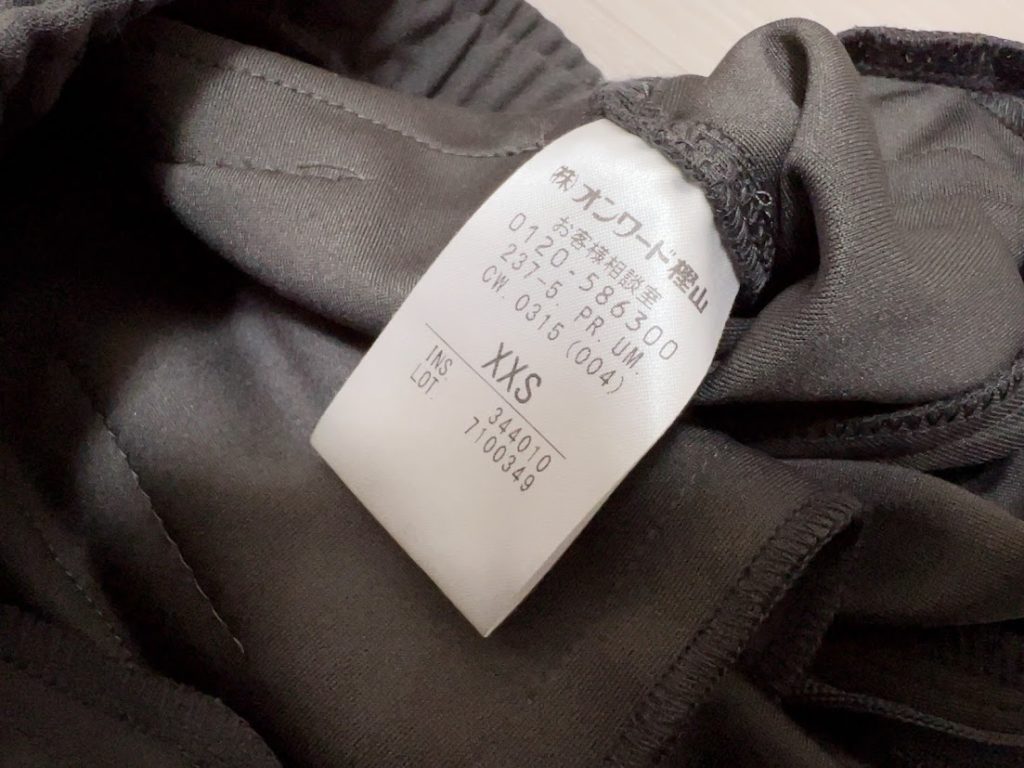 (株)オンワード樫山
お客様相談室
0120-586300
237-5. PR. UM.
CW. 0315 (004)
XXS
INS 344010
LOT. 7100349